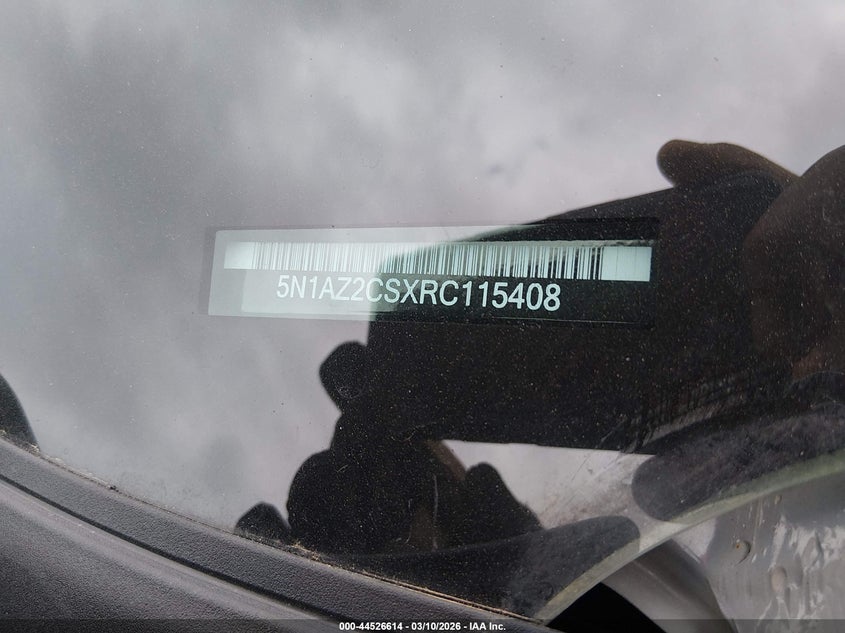 5N1AZ2CSXRC115408
000-44526614 — 03/10/2026 — IAA Inc.